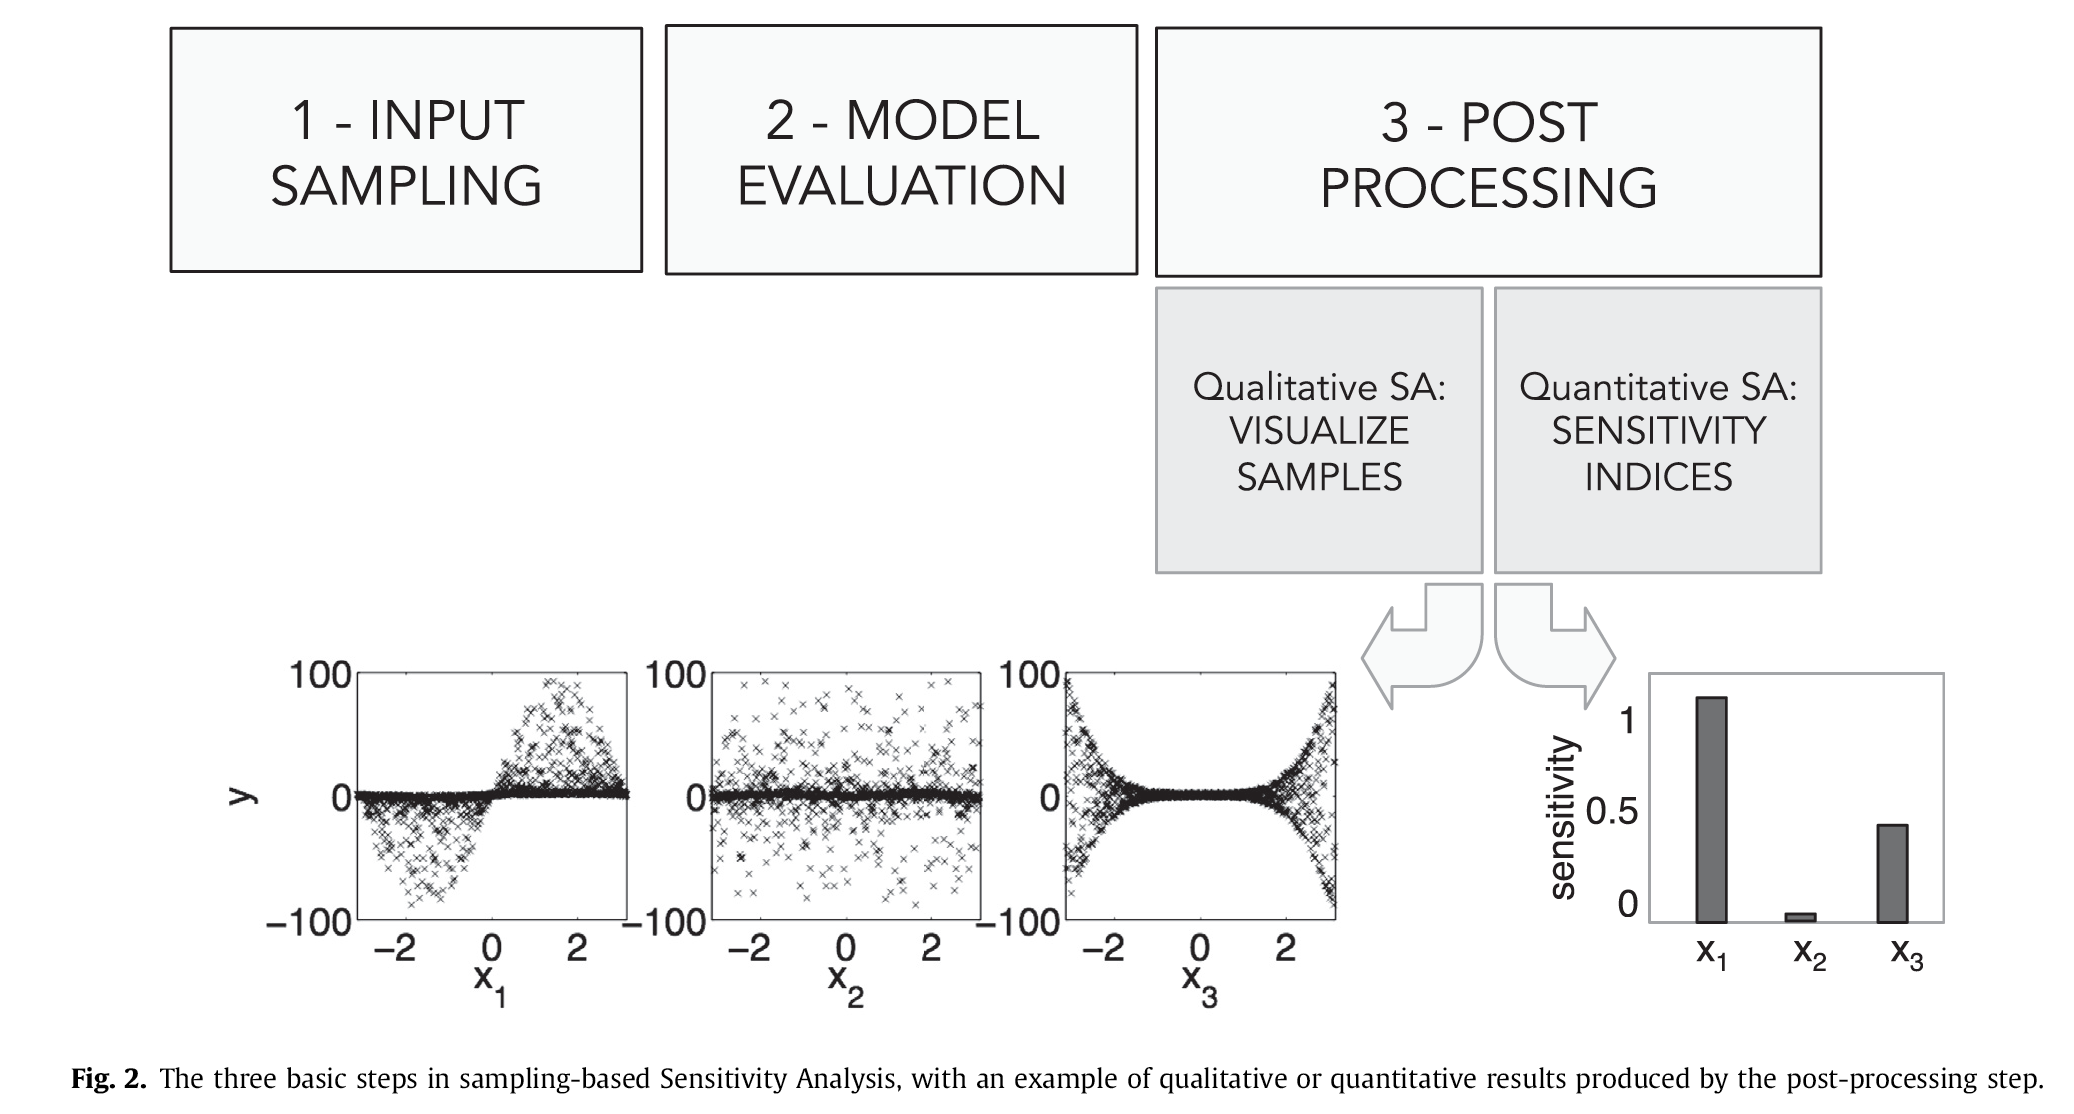 1 - INPUT
SAMPLING
2 - MODEL
EVALUATION
3 - POST
PROCESSING
Qualitative SA:
VISUALIZE
SAMPLES
Quantitative SA:
SENSITIVITY
INDICES
y
100
0
−100
−2 0 2
x1
100
0
−100
−2 0 2
x2
100
0
−100
−2 0 2
x3
sensitivity
1
0.5
0
x1 x2 x3
Fig. 2. The three basic steps in sampling-based Sensitivity Analysis, with an example of qualitative or quantitative results produced by the post-processing step.